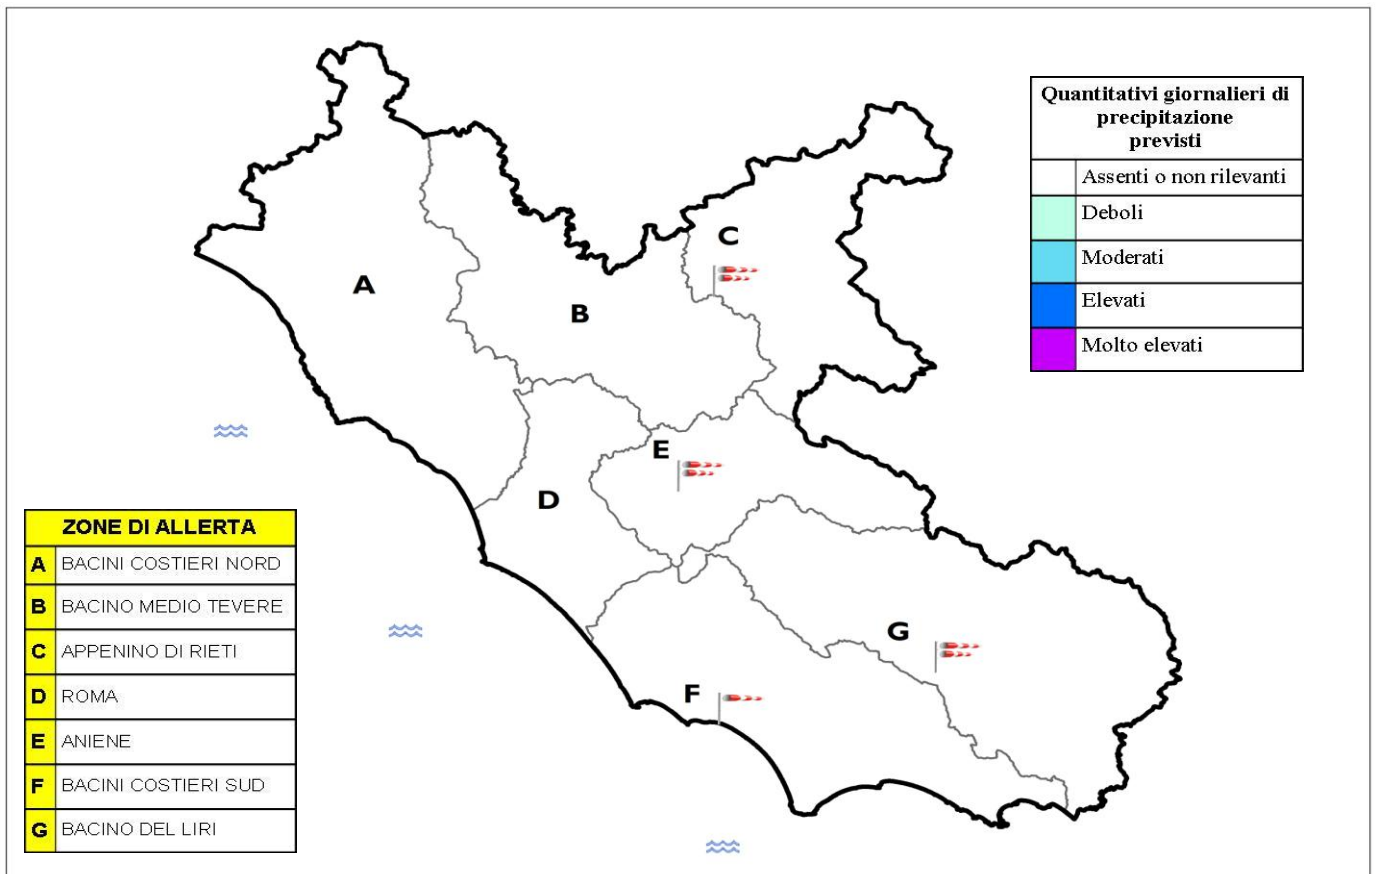 Quantitativi giornalieri di
precipitazione
previsti
Assenti o non rilevanti
Deboli
Moderati
Elevati
Molto elevati
C
A
B
E
D
G
F
ZONE DI ALLERTA
A BACINI COSTIERI NORD
B BACINO MEDIO TEVERE
C APPENINO DI RIETI
D ROMA
E ANIENE
F BACINI COSTIERI SUD
G BACINO DEL LIRI